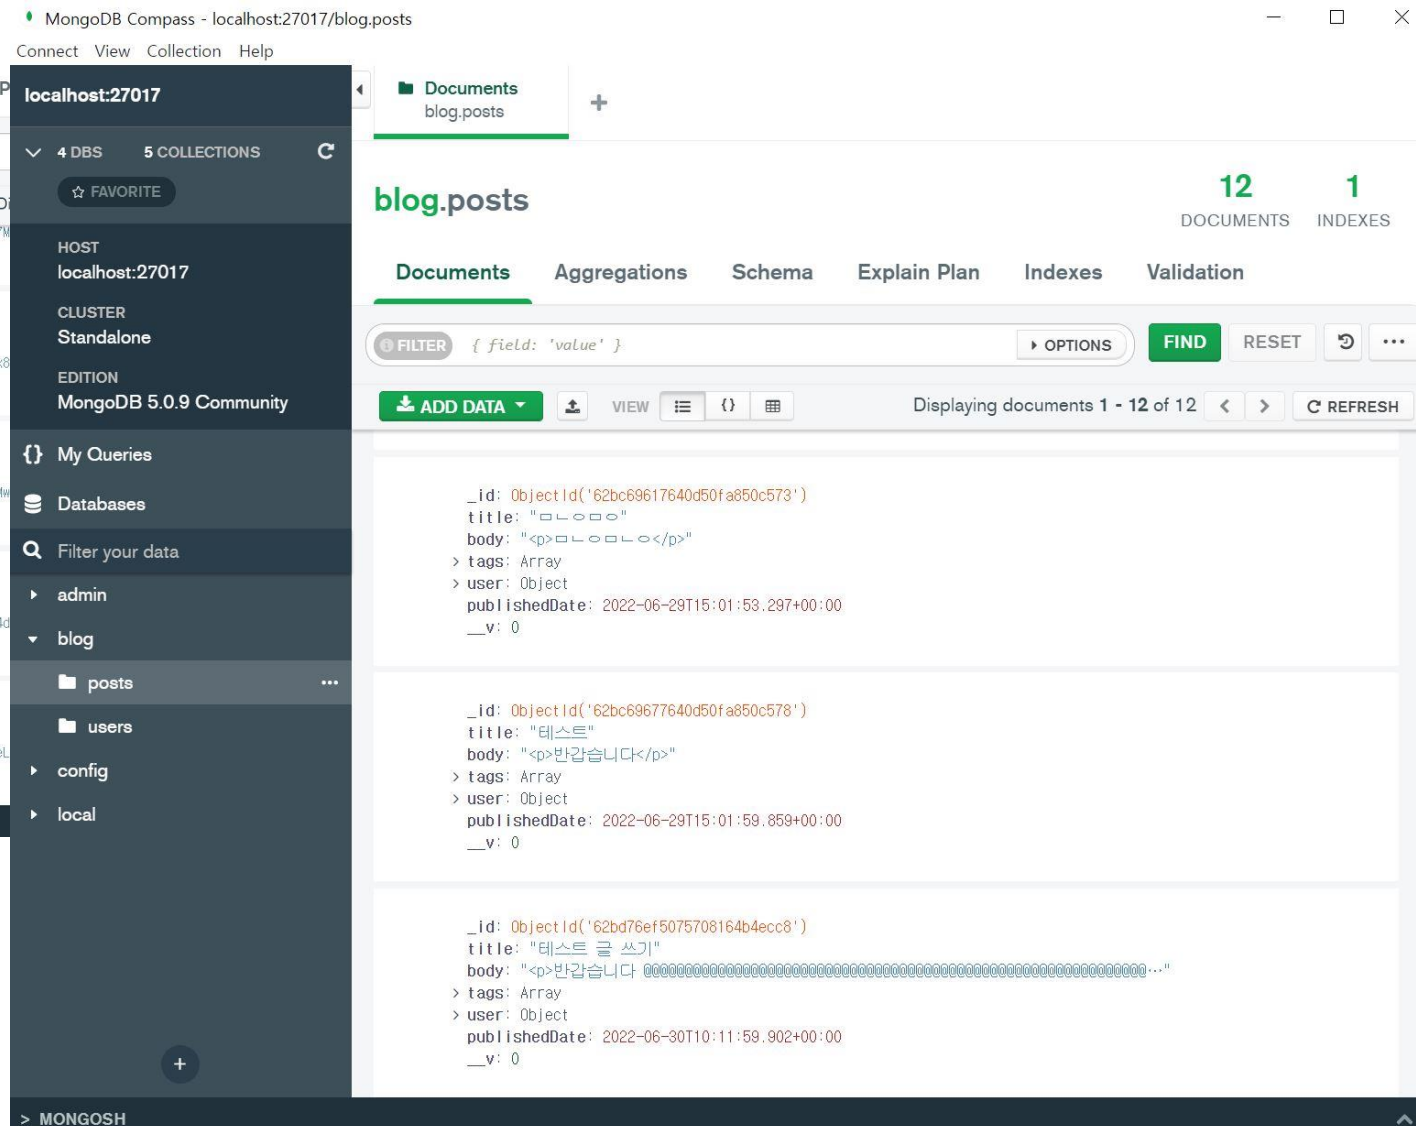 MongoDB Compass - localhost:27017/blog.posts
Connect View Collection Help
localhost:27017
4 DBS 5 COLLECTIONS
FAVORITE
HOST
localhost:27017
CLUSTER
Standalone
EDITION
MongoDB 5.0.9 Community
{} My Queries
Databases
Filter your data
admin
blog
posts
users
config
local
Documents
blog.posts
blog.posts
12
DOCUMENTS
1
INDEXES
Documents Aggregations Schema Explain Plan Indexes Validation
FILTER { field: 'value' } OPTIONS FIND RESET
ADD DATA VIEW {} Displaying documents 1 - 12 of 12 REFRESH
_id: ObjectId('62bc69617640d50fa850c573')
title: "ㅁㄴㅇㅁㅇ"
body: "<p>ㅁㄴㅇㅁㄴㅇ</p>"
> tags: Array
> user: Object
publishedDate: 2022-06-29T15:01:53.297+00:00
__v: 0
_id: ObjectId('62bc69677640d50fa850c578')
title: "테스트"
body: "<p>반갑습니다</p>"
> tags: Array
> user: Object
publishedDate: 2022-06-29T15:01:59.859+00:00
__v: 0
_id: ObjectId('62bd76ef5075708164b4ecc8')
title: "테스트 글 쓰기"
body: "<p>반갑습니다 @@@@@@@@@@@@@@@@@@@@@@@@@@@@@@@@@@@@@@@@@@@@@@@@@@@@@@@@@@@@@@@…"
> tags: Array
> user: Object
publishedDate: 2022-06-30T10:11:59.902+00:00
__v: 0
> MONGOSH